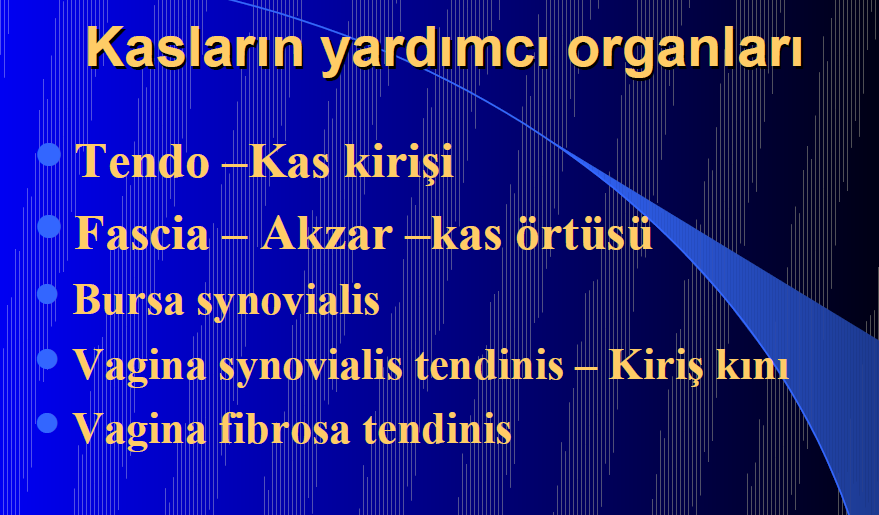 Kasların yardımcı organları
Tendo –Kas kirişi
Fascia – Akzar –kas örtüsü
Bursa synovialis
Vagina synovialis tendinis – Kiriş kını
Vagina fibrosa tendinis